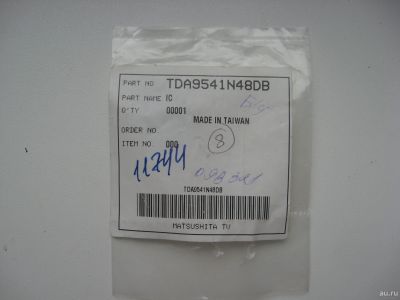 PART NO TDA9541N48DB
PART NAME IC
Q'TY 00001
MADE IN TAIWAN
ORDER NO
8
ITEM NO 000
11244
TDA9541N48DB
MATSUSHITA TV
au.ru